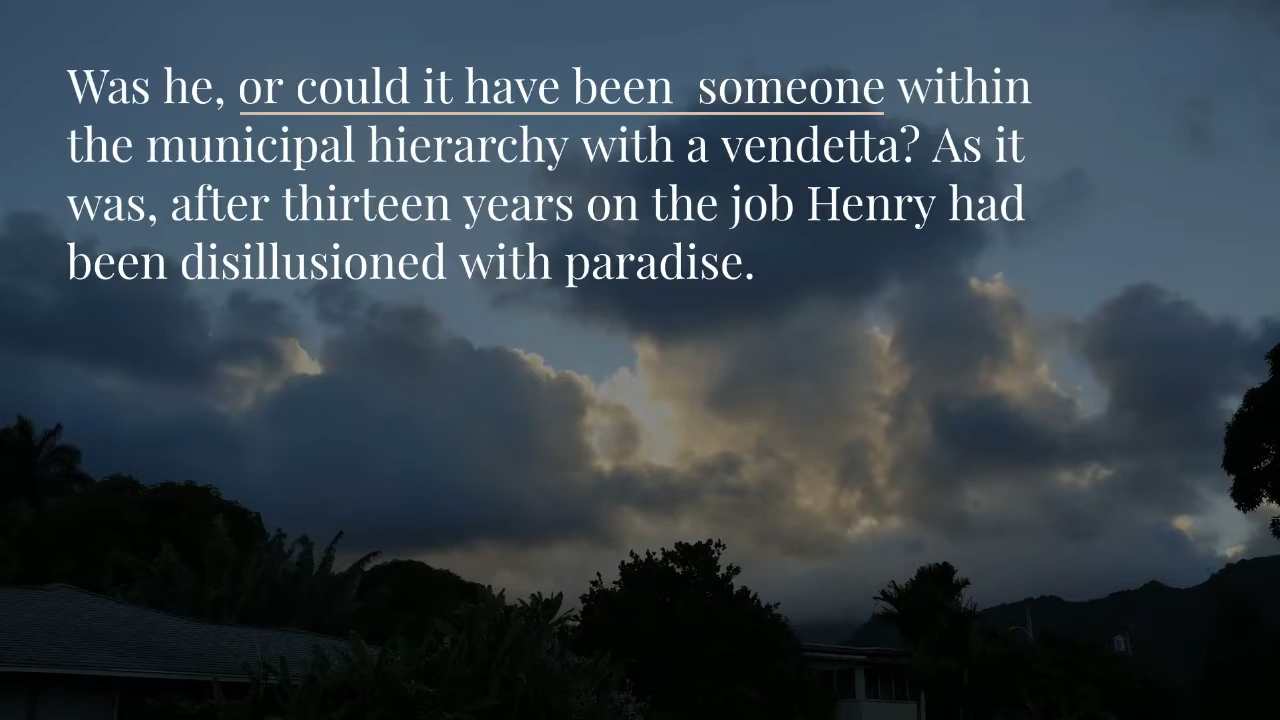 Was he, or could it have been  someone within
the municipal hierarchy with a vendetta? As it
was, after thirteen years on the job Henry had
been disillusioned with paradise.